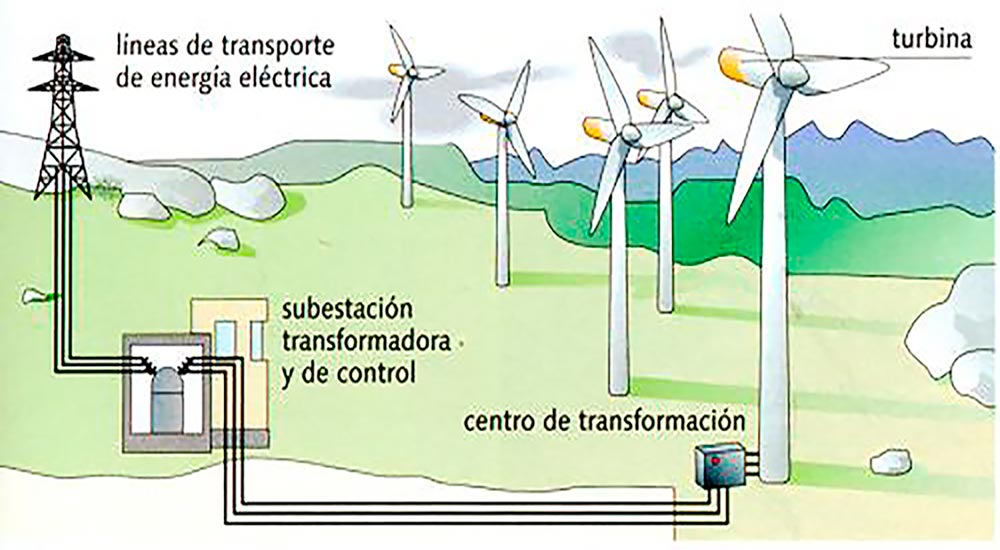 líneas de transporte
de energía eléctrica
turbina
subestación
transformadora
y de control
centro de transformación